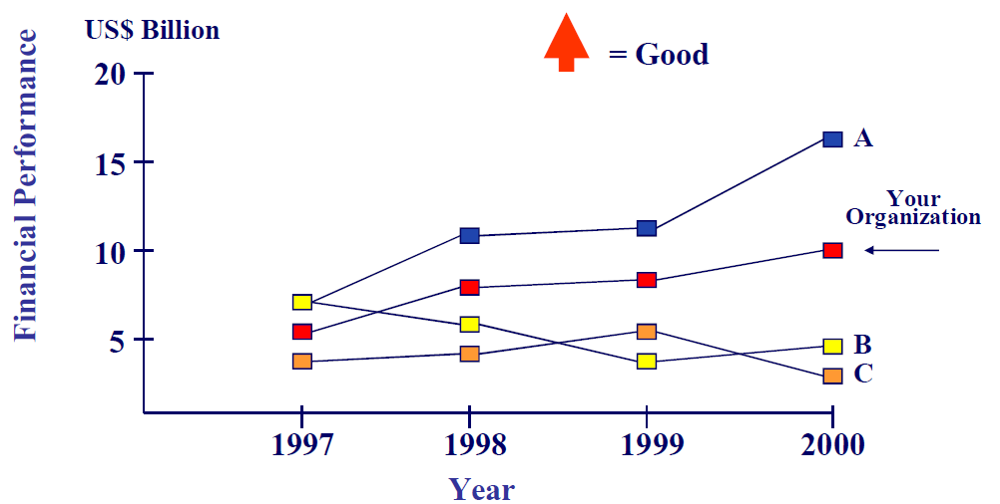 US$ Billion
= Good
Financial Performance
20
15
10
5
A
Your
Organization
B
C
1997
1998
1999
2000
Year